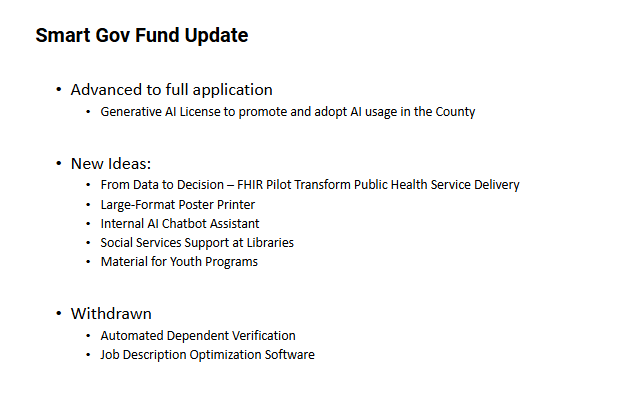 Smart Gov Fund Update
• Advanced to full application
• Generative AI License to promote and adopt AI usage in the County
• New Ideas:
• From Data to Decision – FHIR Pilot Transform Public Health Service Delivery
• Large-Format Poster Printer
• Internal AI Chatbot Assistant
• Social Services Support at Libraries
• Material for Youth Programs
• Withdrawn
• Automated Dependent Verification
• Job Description Optimization Software